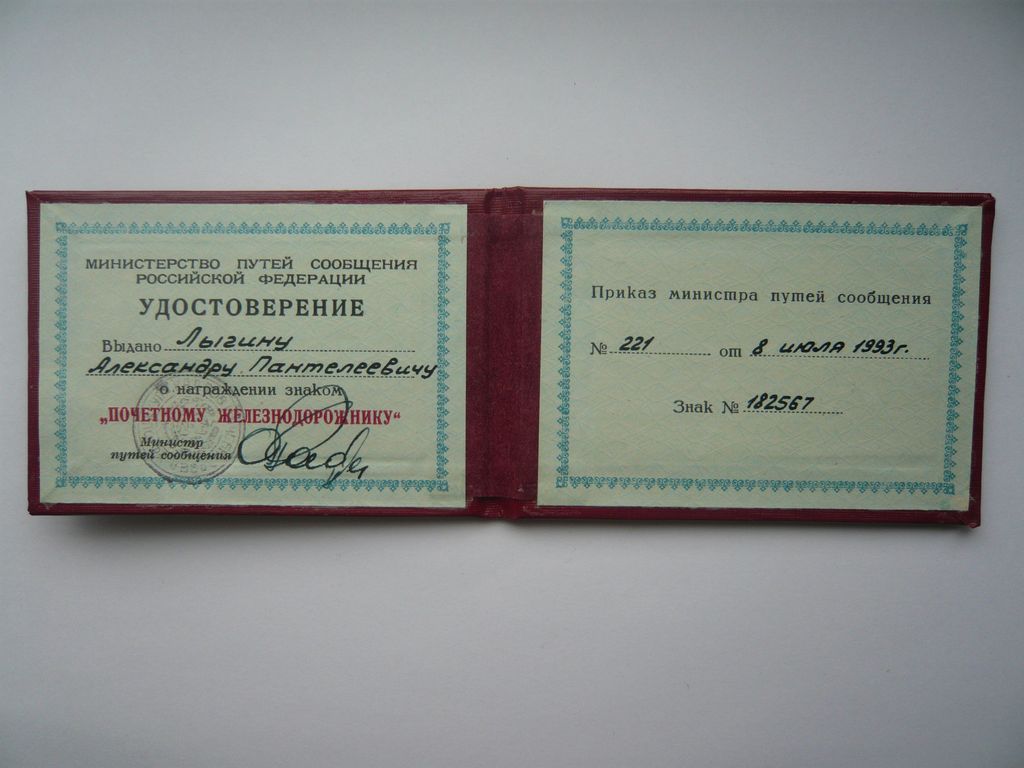 МИНИСТЕРСТВО ПУТЕЙ СООБЩЕНИЯ
РОССИЙСКОЙ ФЕДЕРАЦИИ
УДОСТОВЕРЕНИЕ
Выдано Лыгину
Александру Пантелеевичу
о награждении знаком
„ПОЧЕТНОМУ ЖЕЛЕЗНОДОРОЖНИКУ“
Министр
путей сообщения
Приказ министра путей сообщения
№ 221 от 8 июля 1993г.
Знак № 182567